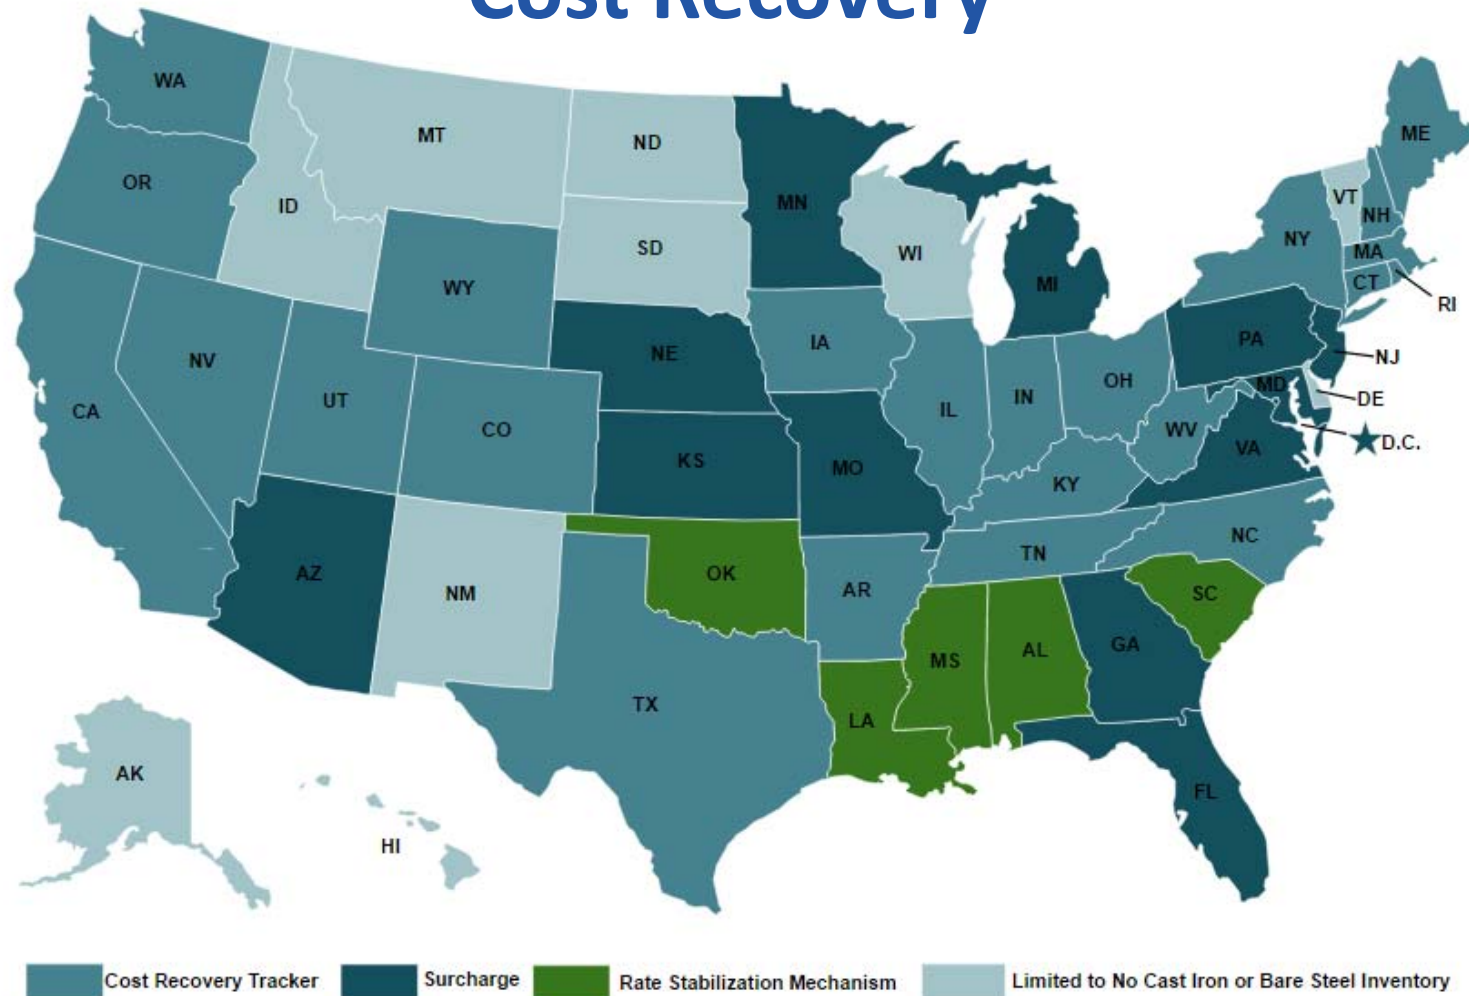 Cost Recovery
WA
MT
ND
ME
OR
ID
MN
VT
NH
SD
WI
NY
MA
WY
MI
CT
RI
NE
IA
PA
NV
NJ
UT
OH
MD
CA
IL
IN
DE
CO
WV
D.C.
KS
MO
VA
KY
NC
TN
AZ
OK
NM
AR
SC
MS
AL
GA
TX
LA
AK
FL
HI
Cost Recovery Tracker
Surcharge
Rate Stabilization Mechanism
Limited to No Cast Iron or Bare Steel Inventory